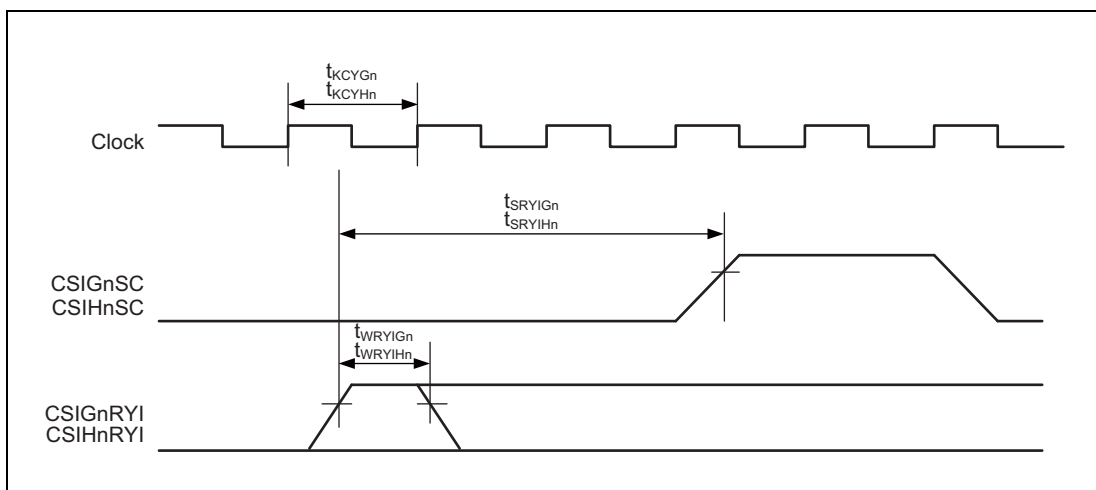 tKCYGn
tKCYHn
Clock
tSRYIGn
tSRYIHn
CSIGnSC
CSIHnSC
tWRYIGn
tWRYIHn
CSIGnRYI
CSIHnRYI